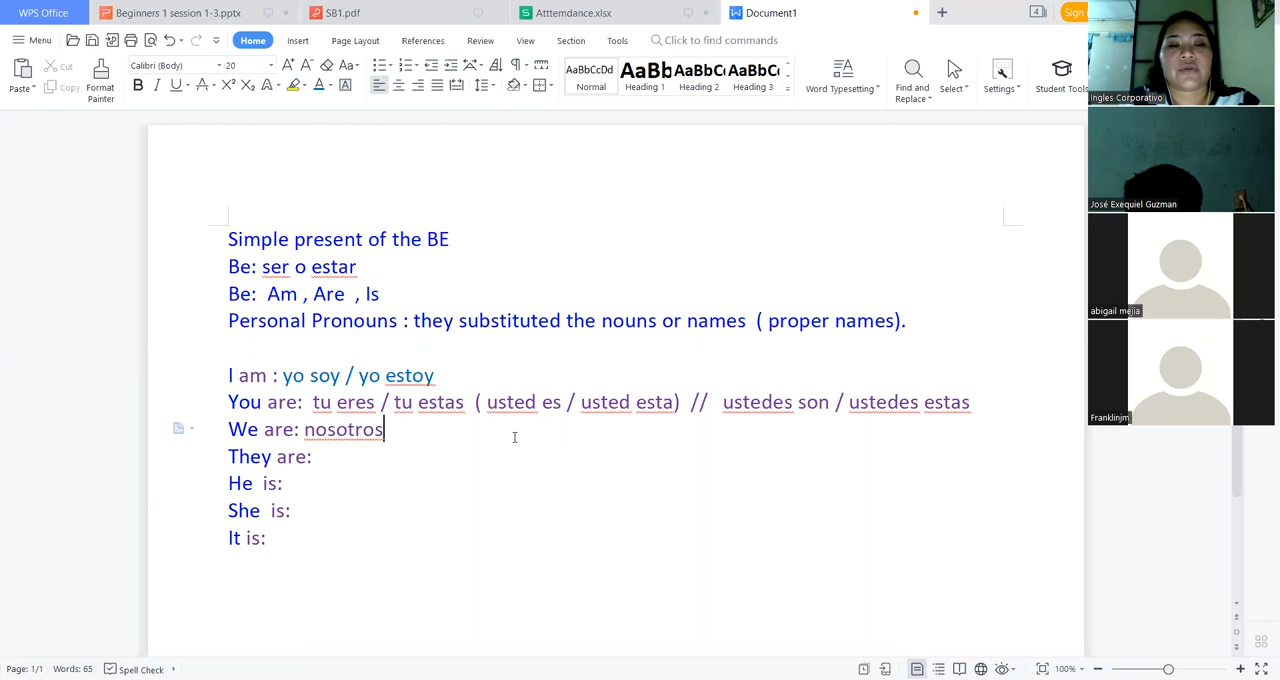 WPS Office
Beginners 1 session 1-3.pptx
SB1.pdf
Atttemdance.xlsx
Document1
4
Sign
Menu
Home
Insert
Page Layout
References
Review
View
Section
Tools
Click to find commands
Paste
Cut
Copy
Format Painter
Calibri (Body)
20
AaBbCcDd
Normal
Heading 1
Heading 2
Heading 3
Word Typesetting
Find and Replace
Select
Settings
Student Tools
Simple present of the BE
Be: ser o estar
Be: Am , Are , Is
Personal Pronouns : they substituted the nouns or names ( proper names).
I am : yo soy / yo estoy
You are: tu eres / tu estas ( usted es / usted esta) // ustedes son / ustedes estas
We are: nosotros
They are:
He is:
She is:
It is:
Ingles Corporativo
José Exequiel Guzman
abigail mejia
Franklinjm
Page: 1/1
Words: 65
Spell Check
100%